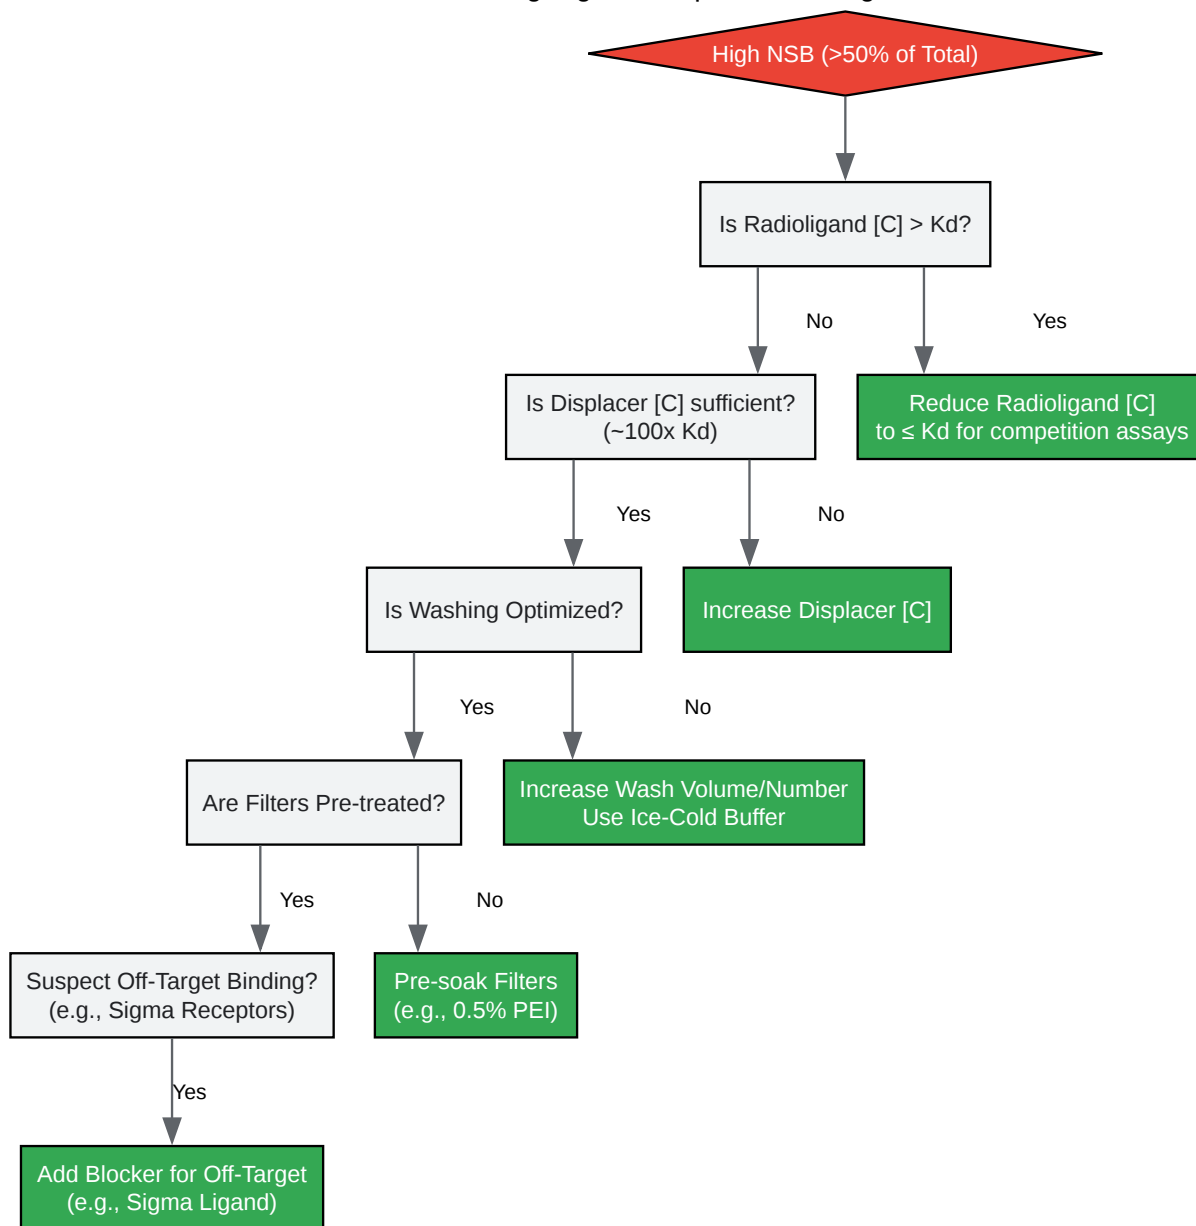 High NSB (>50% of Total)
Is Radioligand [C] > Kd?
No
Yes
Is Displacer [C] sufficient?
(~100x Kd)
Reduce Radioligand [C]
to ≤ Kd for competition assays
Yes
No
Is Washing Optimized?
Increase Displacer [C]
Yes
No
Are Filters Pre-treated?
Increase Wash Volume/Number
Use Ice-Cold Buffer
Yes
No
Suspect Off-Target Binding?
(e.g., Sigma Receptors)
Pre-soak Filters
(e.g., 0.5% PEI)
Yes
Add Blocker for Off-Target
(e.g., Sigma Ligand)